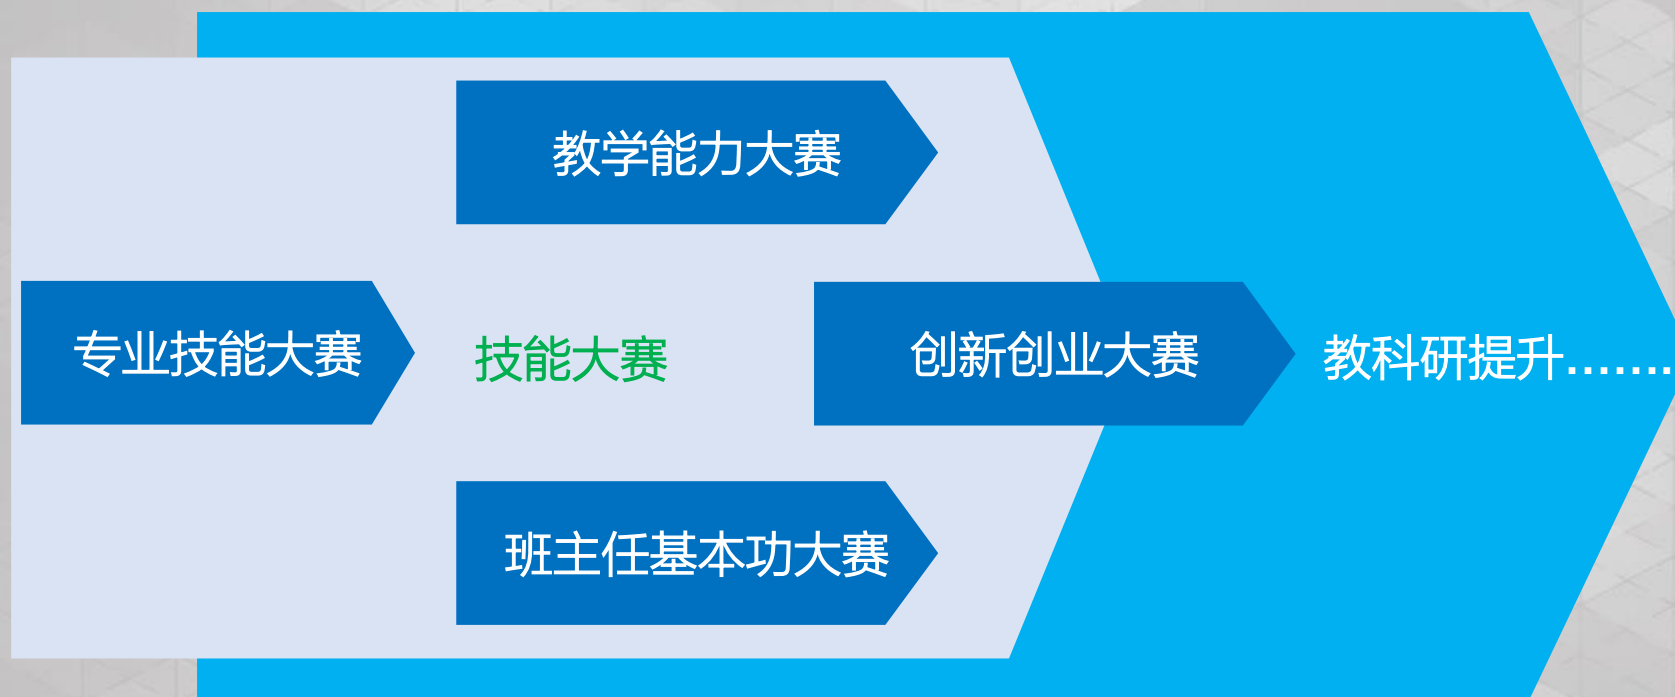 教学能力大赛
专业技能大赛
技能大赛
创新创业大赛
教科研提升.......
班主任基本功大赛